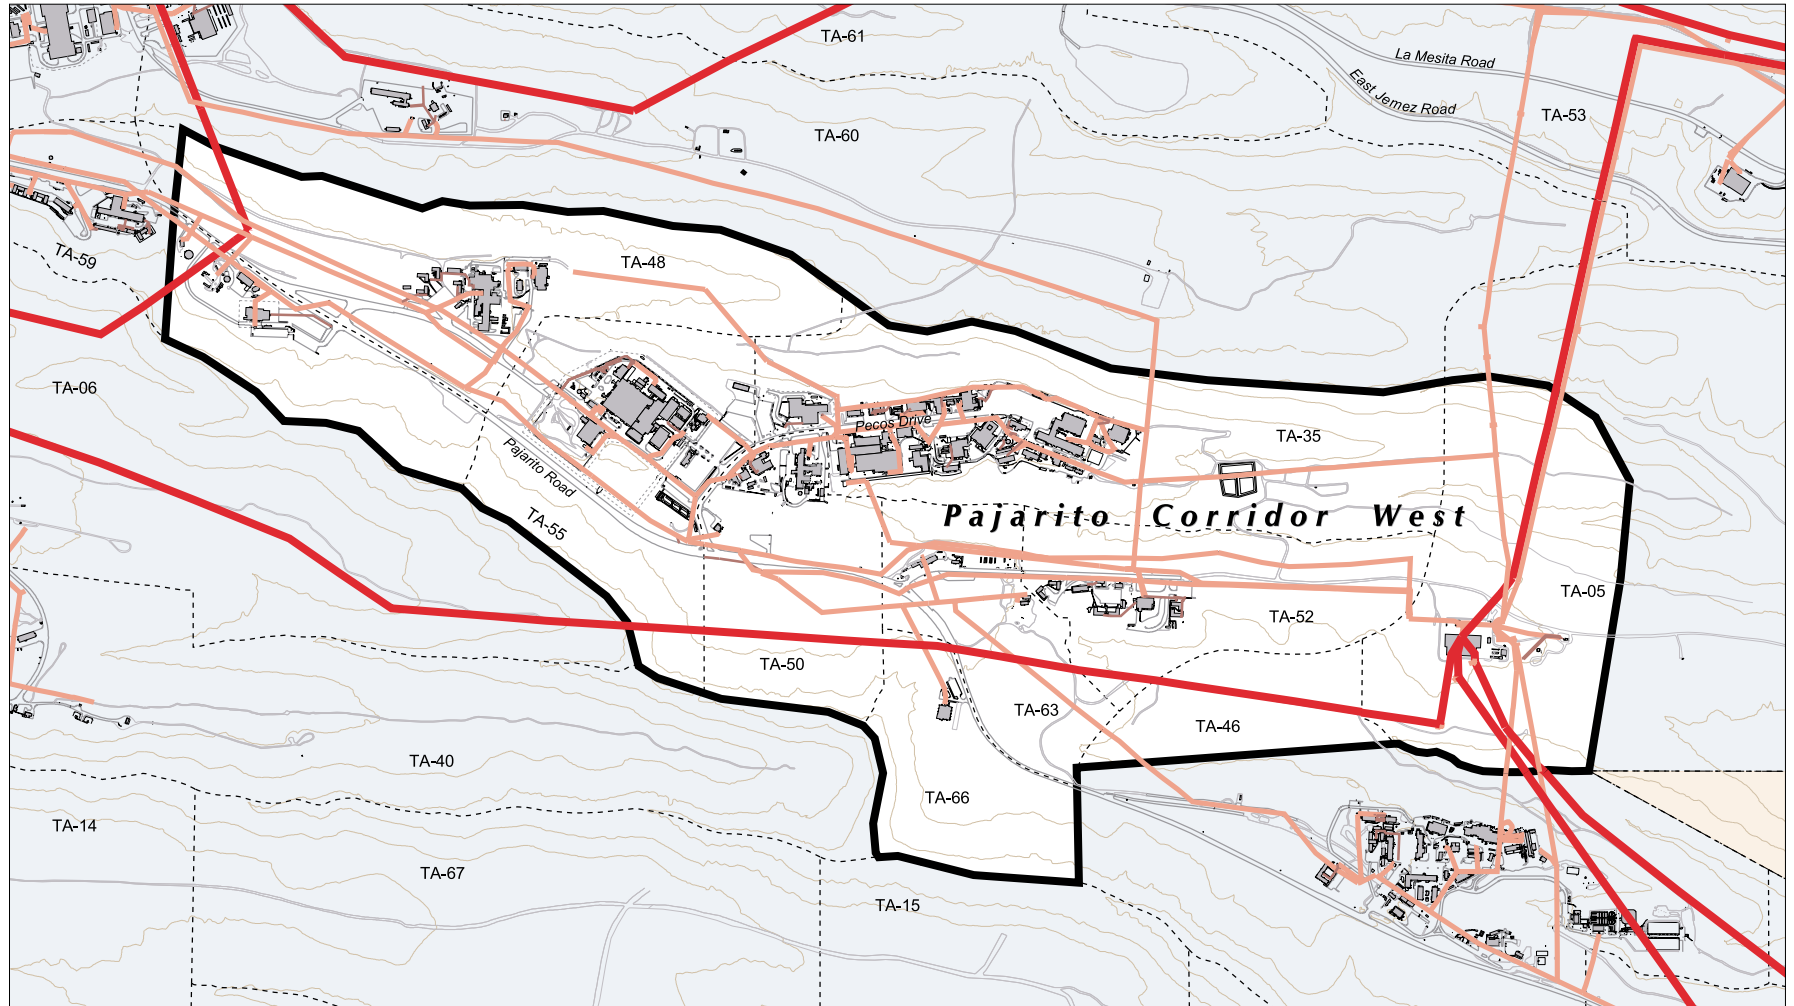 TA-61
La Mesita Road
East Jemez Road
TA-53
TA-60
TA-59
TA-48
TA-06
Pecos Drive
TA-35
Pajarito Road
Pajarito Corridor West
TA-55
TA-05
TA-52
TA-50
TA-63
TA-46
TA-40
TA-66
TA-14
TA-67
TA-15